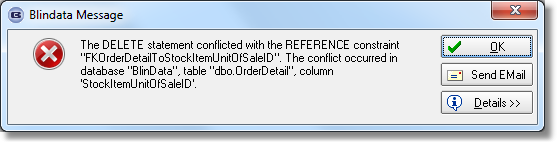 Blindata Message
The DELETE statement conflicted with the REFERENCE constraint
"FKOrderDetailToStockItemUnitOfSaleID". The conflict occurred in
database "BlinData", table "dbo.OrderDetail", column
'StockItemUnitOfSaleID'.
OK
Send EMail
Details >>